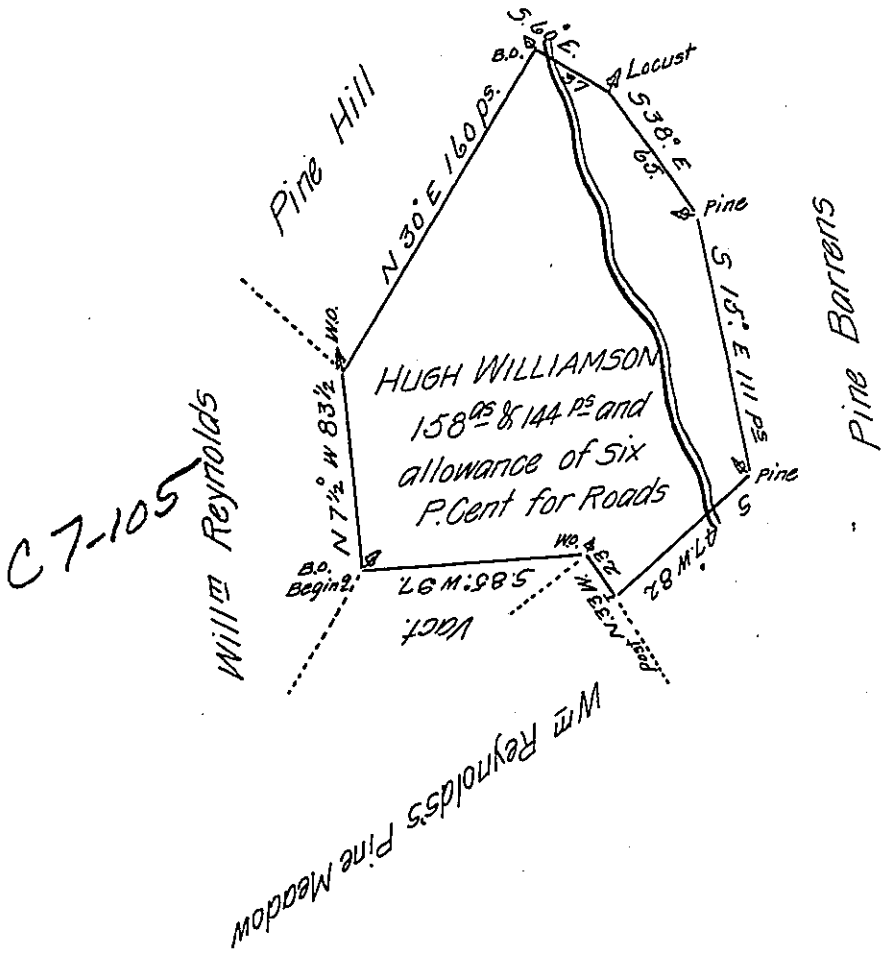 S. 60° E.
37
B.O.
Locust
S 38° E
65.
Pine
Pine Hill
N 30° E 160 ps.
S 15° E 111 ps
Pine Barrens
W.O.
N 7½° W 83½
HUGH WILLIAMSON
158 as & 144 ps and
allowance of Six
P.Cent for Roads
Willm Reynolds
C7-105
Pine
S 47. W 82
W.O.
N.33 W. 23
Post
B.O.
Begin g.
S. 85° W 97.
Vact.
Wm Reynolds's Pine Meadow